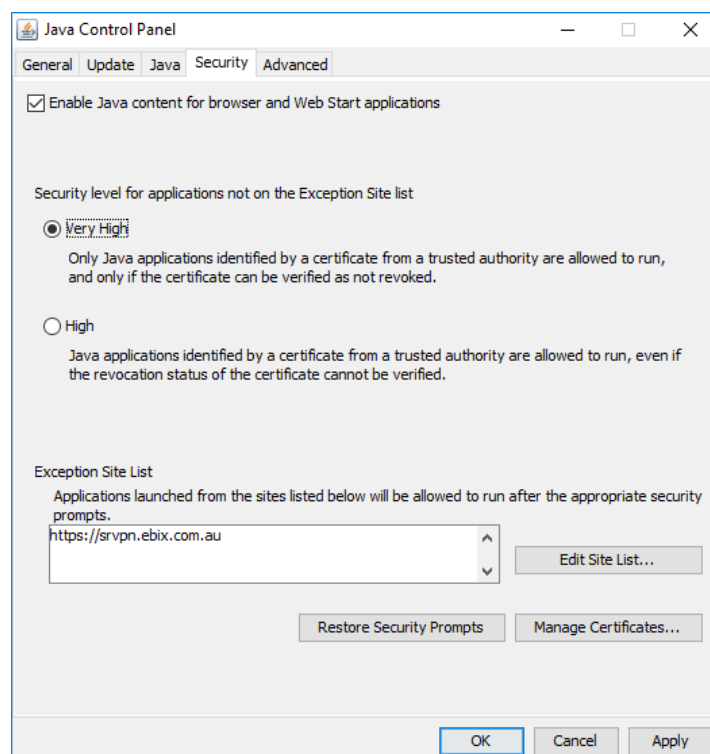 Java Control Panel
General Update Java Security Advanced
Enable Java content for browser and Web Start applications
Security level for applications not on the Exception Site list
Very High
Only Java applications identified by a certificate from a trusted authority are allowed to run,
and only if the certificate can be verified as not revoked.
High
Java applications identified by a certificate from a trusted authority are allowed to run, even if
the revocation status of the certificate cannot be verified.
Exception Site List
Applications launched from the sites listed below will be allowed to run after the appropriate security
prompts.
https://srvpn.ebix.com.au
Edit Site List...
Restore Security Prompts Manage Certificates...
OK Cancel Apply